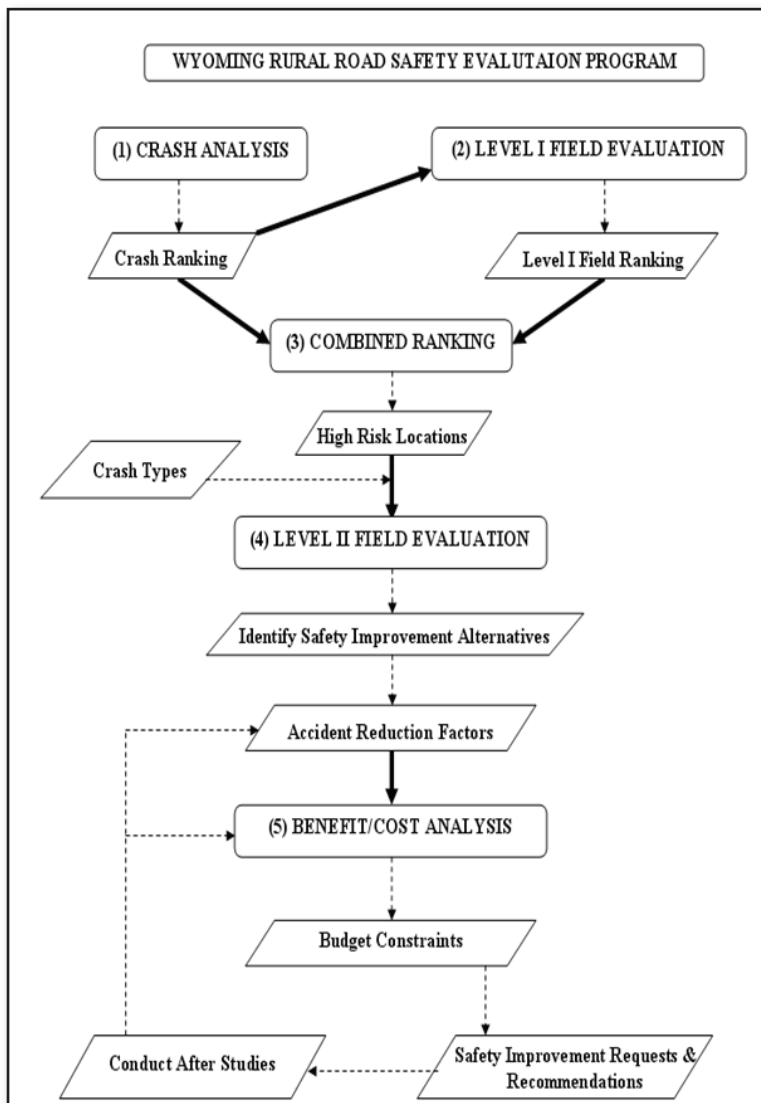 WYOMING RURAL ROAD SAFETY EVALUTAION PROGRAM
(1) CRASH ANALYSIS
(2) LEVEL I FIELD EVALUATION
Crash Ranking
Level I Field Ranking
(3) COMBINED RANKING
High Risk Locations
Crash Types
(4) LEVEL II FIELD EVALUATION
Identify Safety Improvement Alternatives
Accident Reduction Factors
(5) BENEFIT/COST ANALYSIS
Budget Constraints
Conduct After Studies
Safety Improvement Requests &
Recommendations